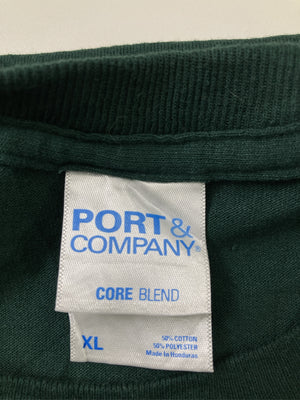 PORT &
COMPANY®
CORE BLEND
XL
50% COTTON
50% POLYESTER
Made in Honduras